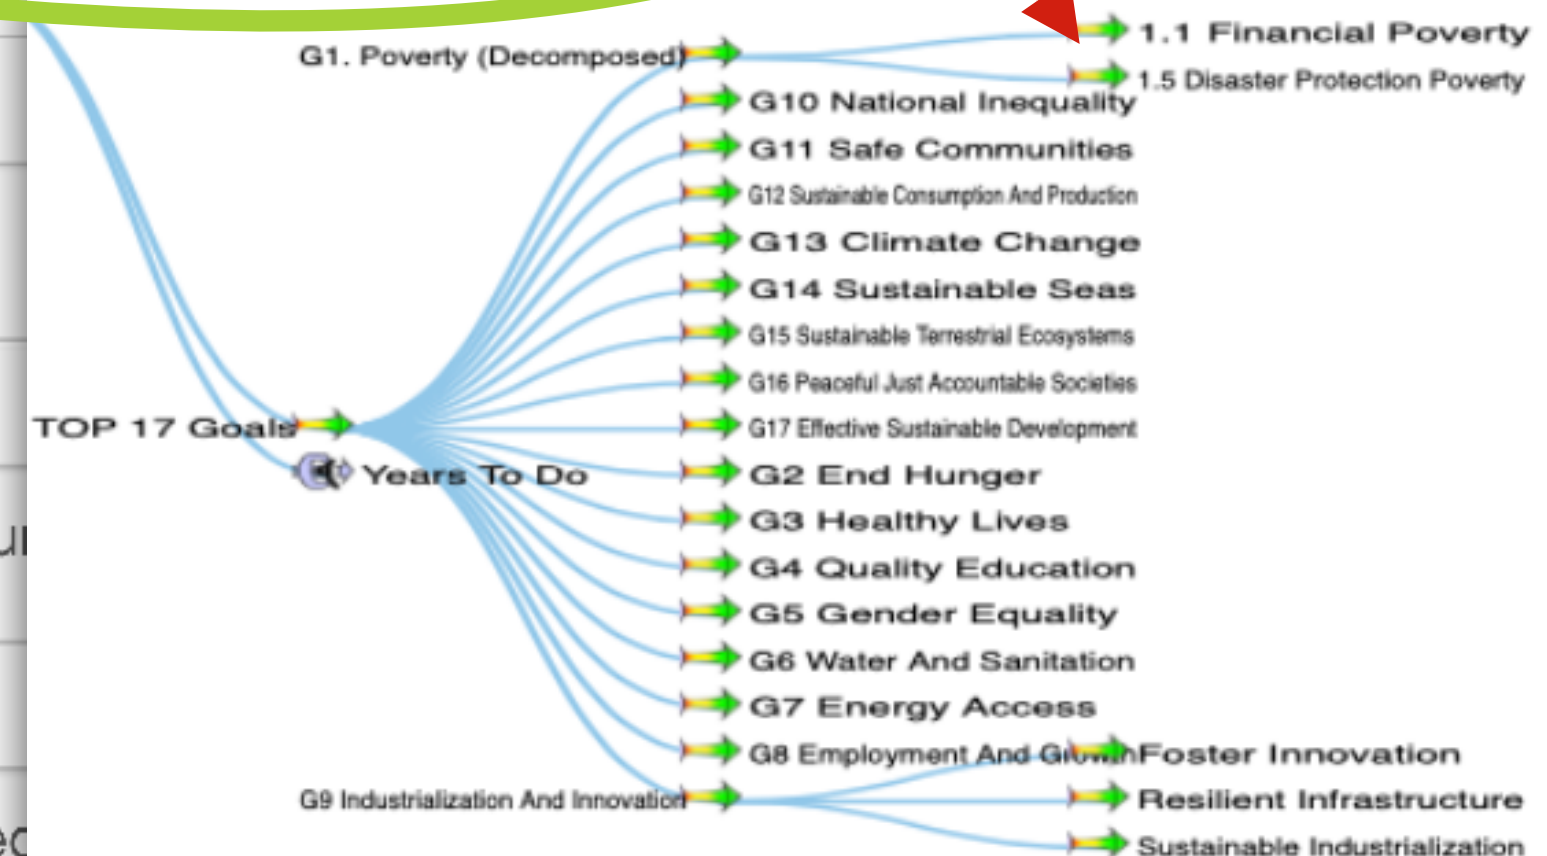 G1. Poverty (Decomposed)
1.1 Financial Poverty
1.5 Disaster Protection Poverty
G10 National Inequality
G11 Safe Communities
G12 Sustainable Consumption And Production
G13 Climate Change
G14 Sustainable Seas
G15 Sustainable Terrestrial Ecosystems
G16 Peaceful Just Accountable Societies
TOP 17 Goals
G17 Effective Sustainable Development
Years To Do
G2 End Hunger
G3 Healthy Lives
G4 Quality Education
G5 Gender Equality
G6 Water And Sanitation
G7 Energy Access
G8 Employment And Growth
Foster Innovation
G9 Industrialization And Innovation
Resilient Infrastructure
Sustainable Industrialization